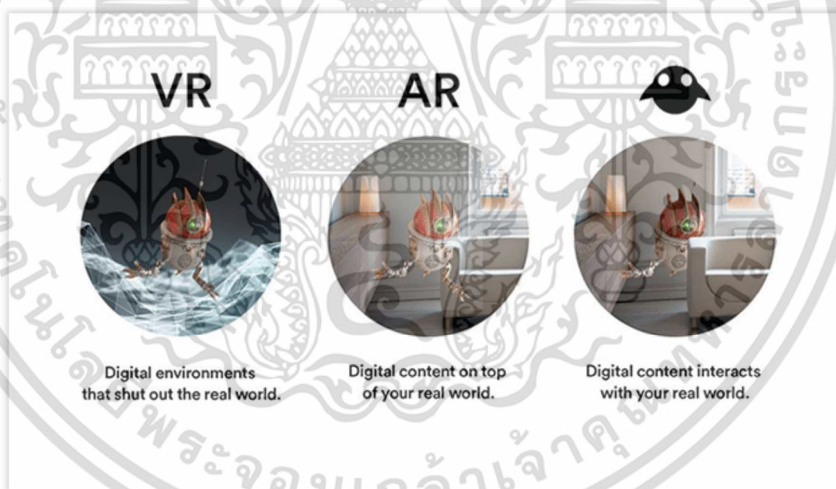 VR
AR
Digital environments
that shut out the real world.
Digital content on top
of your real world.
Digital content interacts
with your real world.